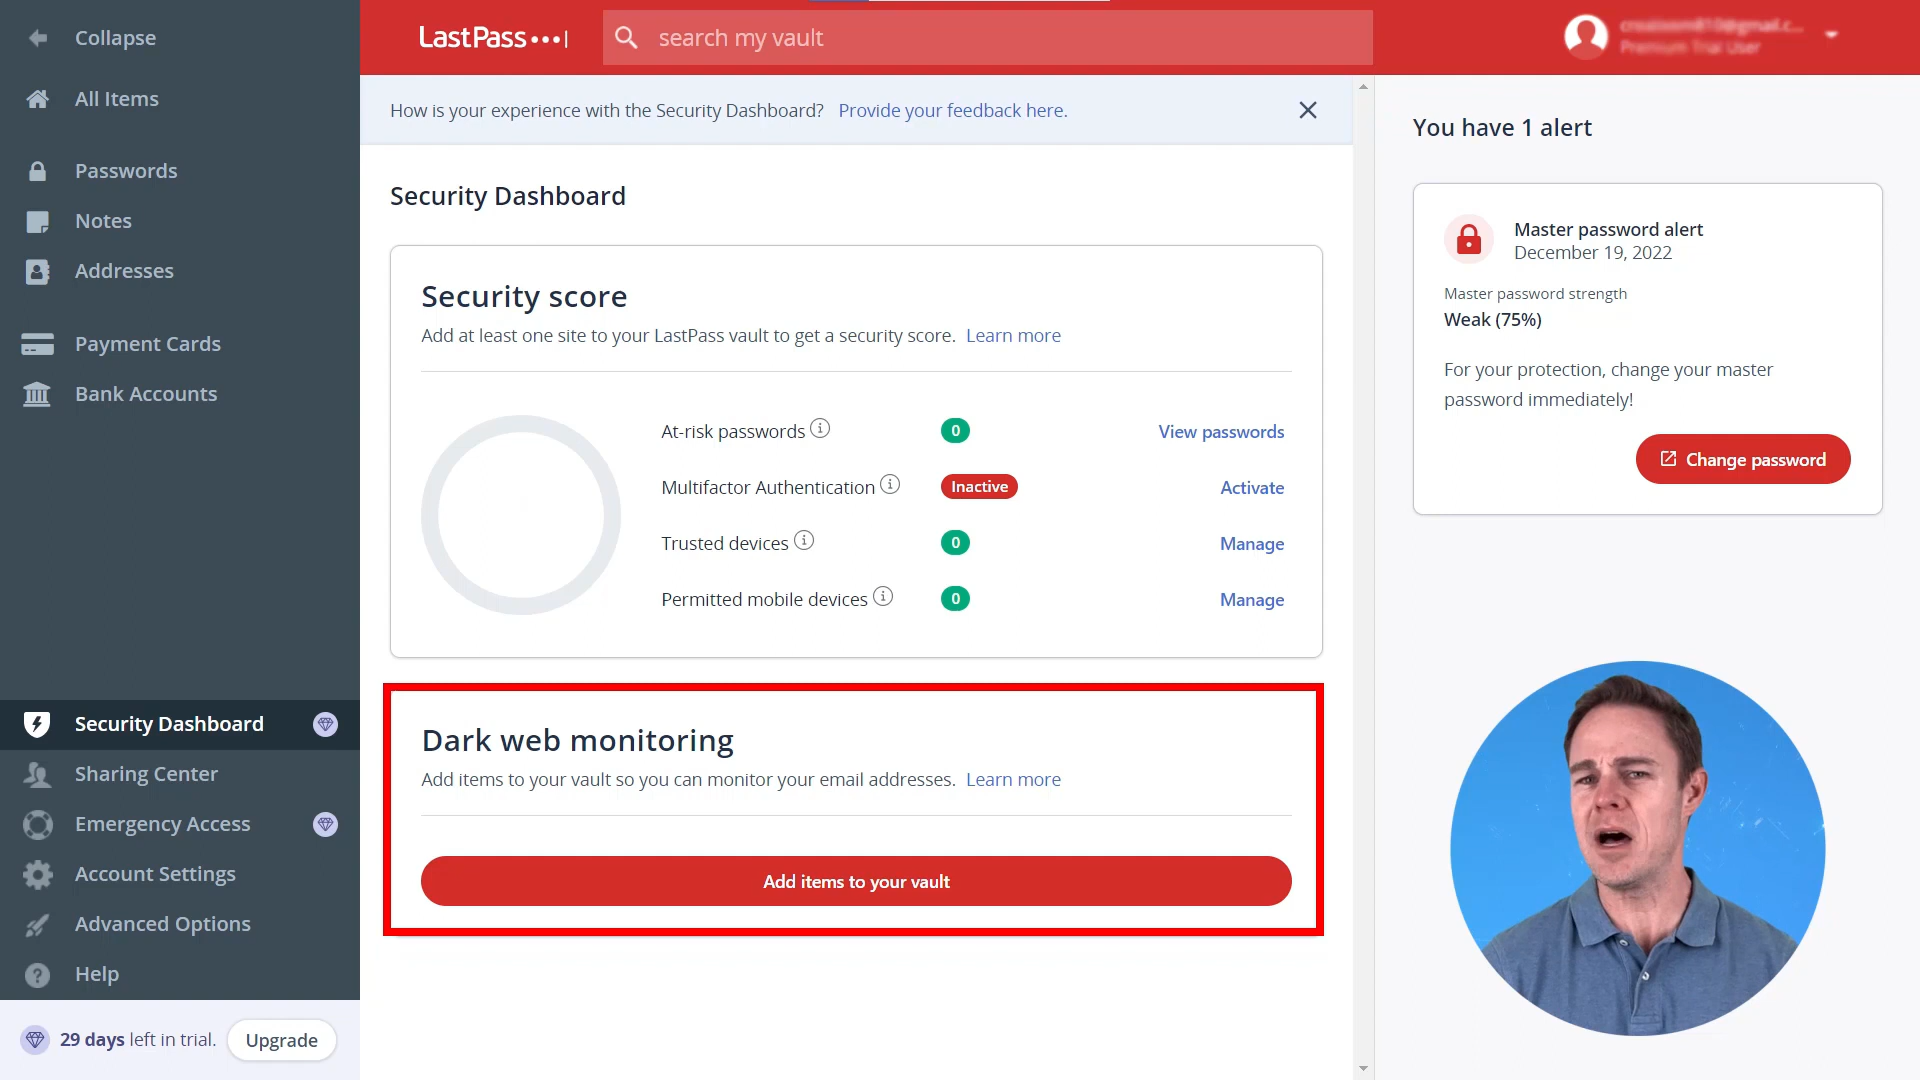 Collapse
All Items
Passwords
Notes
Addresses
Payment Cards
Bank Accounts
Security Dashboard
Sharing Center
Emergency Access
Account Settings
Advanced Options
Help
29 days left in trial.
Upgrade
LastPass
search my vault
Premium Trial User
How is your experience with the Security Dashboard? Provide your feedback here.
Security Dashboard
Security score
Add at least one site to your LastPass vault to get a security score. Learn more
At-risk passwords 0 View passwords
Multifactor Authentication Inactive Activate
Trusted devices 0 Manage
Permitted mobile devices 0 Manage
Dark web monitoring
Add items to your vault so you can monitor your email addresses. Learn more
Add items to your vault
You have 1 alert
Master password alert
December 19, 2022
Master password strength
Weak (75%)
For your protection, change your master
password immediately!
Change password